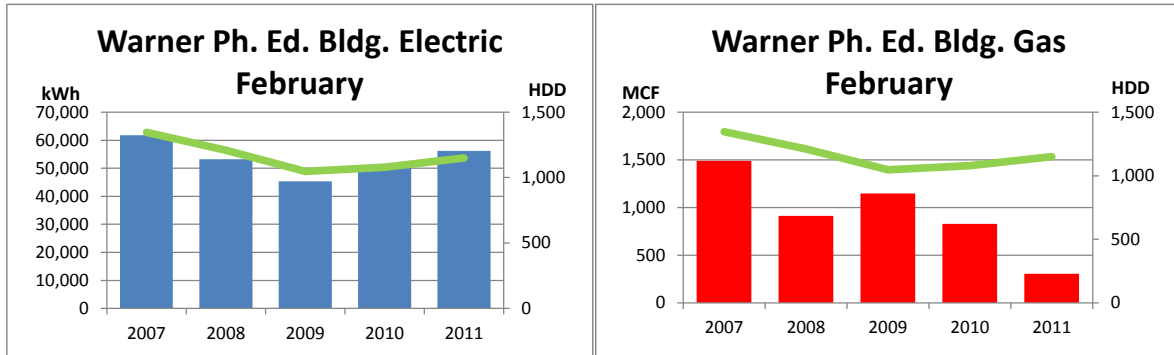 Warner Ph. Ed. Bldg. Electric
February
kWh
HDD
70,000
60,000
50,000
40,000
30,000
20,000
10,000
0
1,500
1,000
500
0
2007 2008 2009 2010 2011
Warner Ph. Ed. Bldg. Gas
February
MCF
HDD
2,000
1,500
1,000
500
0
1,500
1,000
500
0
2007 2008 2009 2010 2011